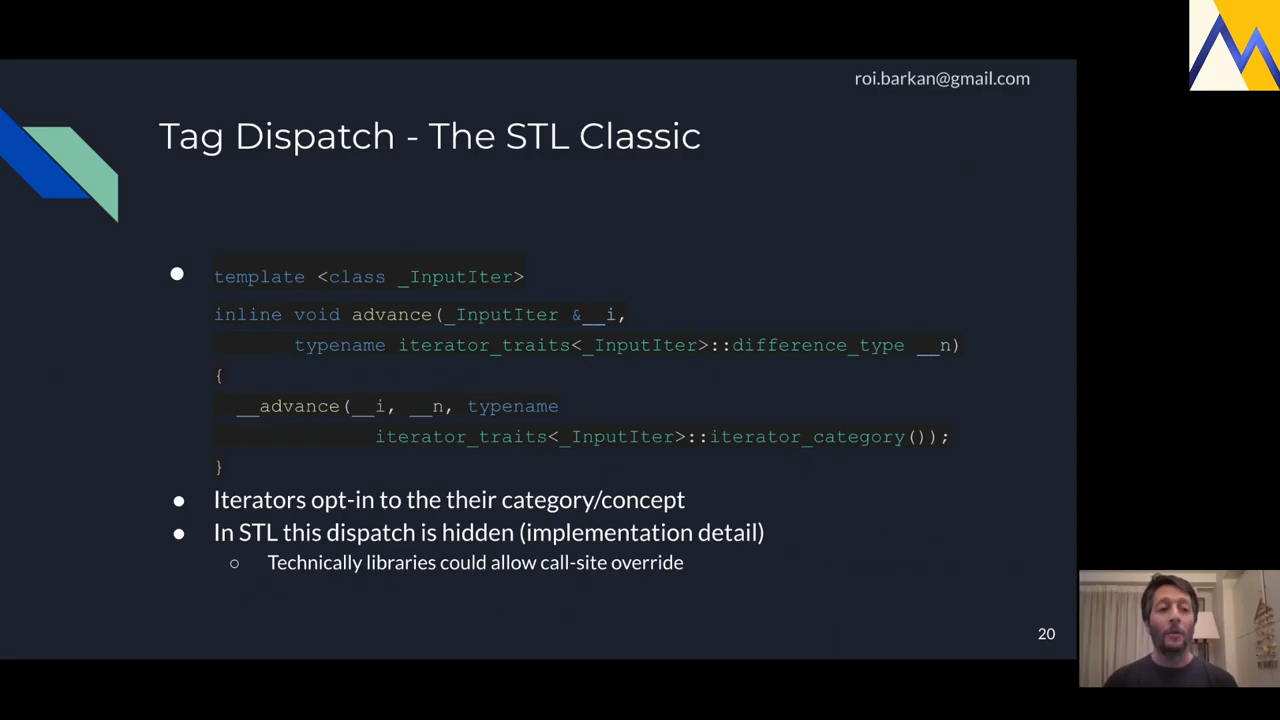 roi.barkan@gmail.com
Tag Dispatch - The STL Classic
● template <class _InputIter>
inline void advance(_InputIter &__i,
typename iterator_traits<_InputIter>::difference_type __n)
{
__advance(__i, __n, typename
iterator_traits<_InputIter>::iterator_category());
}
● Iterators opt-in to the their category/concept
● In STL this dispatch is hidden (implementation detail)
○ Technically libraries could allow call-site override
20